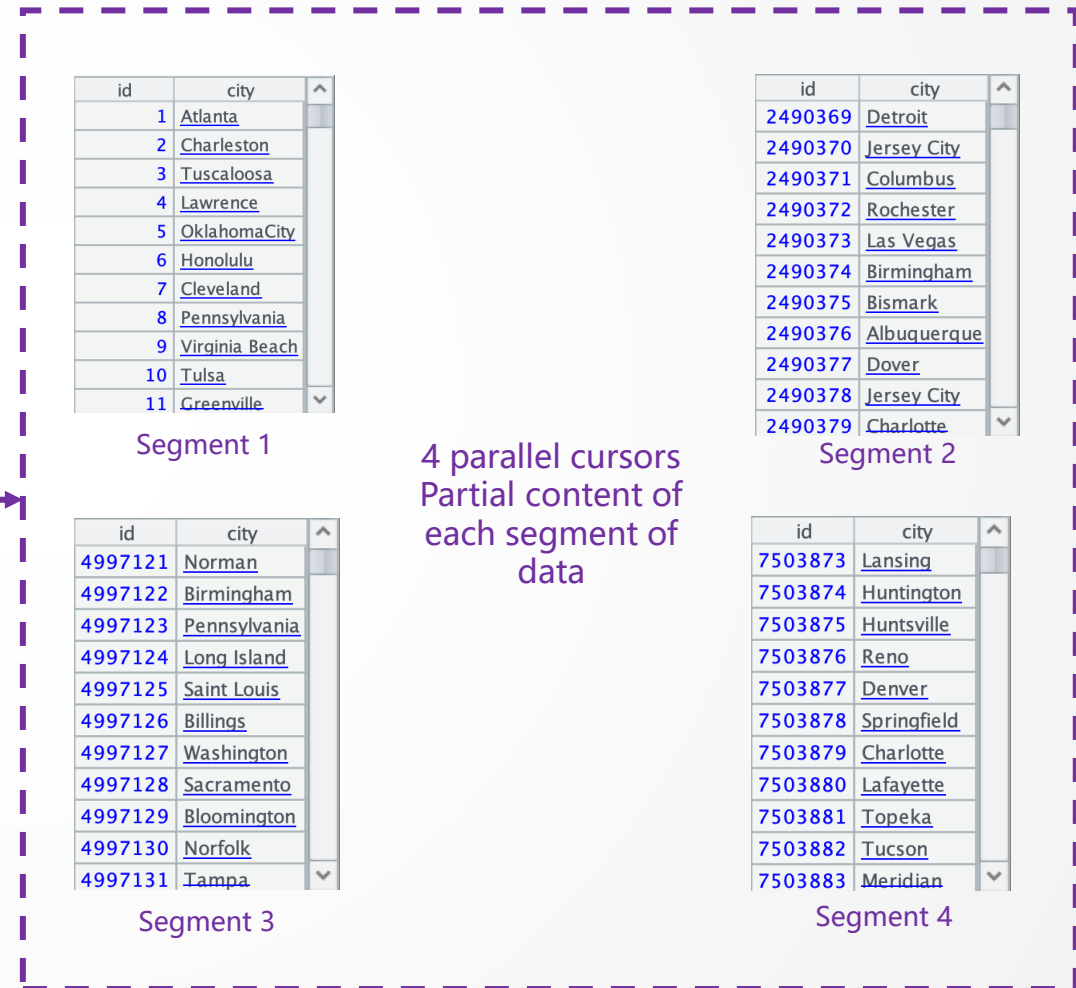 id city
1 Atlanta
2 Charleston
3 Tuscaloosa
4 Lawrence
5 OklahomaCity
6 Honolulu
7 Cleveland
8 Pennsylvania
9 Virginia Beach
10 Tulsa
11 Greenville
Segment 1
id city
2490369 Detroit
2490370 Jersey City
2490371 Columbus
2490372 Rochester
2490373 Las Vegas
2490374 Birmingham
2490375 Bismark
2490376 Albuquerque
2490377 Dover
2490378 Jersey City
2490379 Charlotte
Segment 2
4 parallel cursors
Partial content of
each segment of
data
id city
4997121 Norman
4997122 Birmingham
4997123 Pennsylvania
4997124 Long Island
4997125 Saint Louis
4997126 Billings
4997127 Washington
4997128 Sacramento
4997129 Bloomington
4997130 Norfolk
4997131 Tampa
Segment 3
id city
7503873 Lansing
7503874 Huntington
7503875 Huntsville
7503876 Reno
7503877 Denver
7503878 Springfield
7503879 Charlotte
7503880 Lafayette
7503881 Topeka
7503882 Tucson
7503883 Meridian
Segment 4